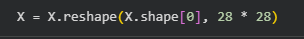 X = X.reshape(X.shape[0], 28 * 28)